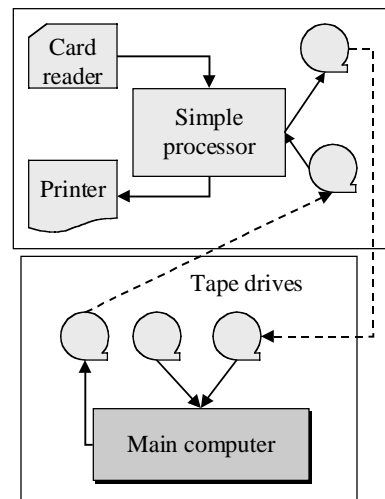 Card
reader
Simple
processor
Printer
Tape drives
Main computer